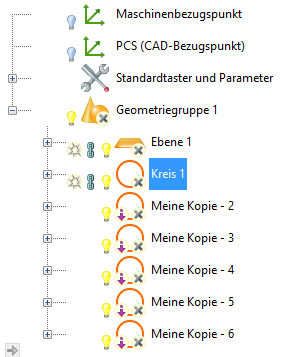 Maschinenbezugspunkt
PCS (CAD-Bezugspunkt)
Standardtaster und Parameter
Geometriegruppe 1
Ebene 1
Kreis 1
Meine Kopie - 2
Meine Kopie - 3
Meine Kopie - 4
Meine Kopie - 5
Meine Kopie - 6